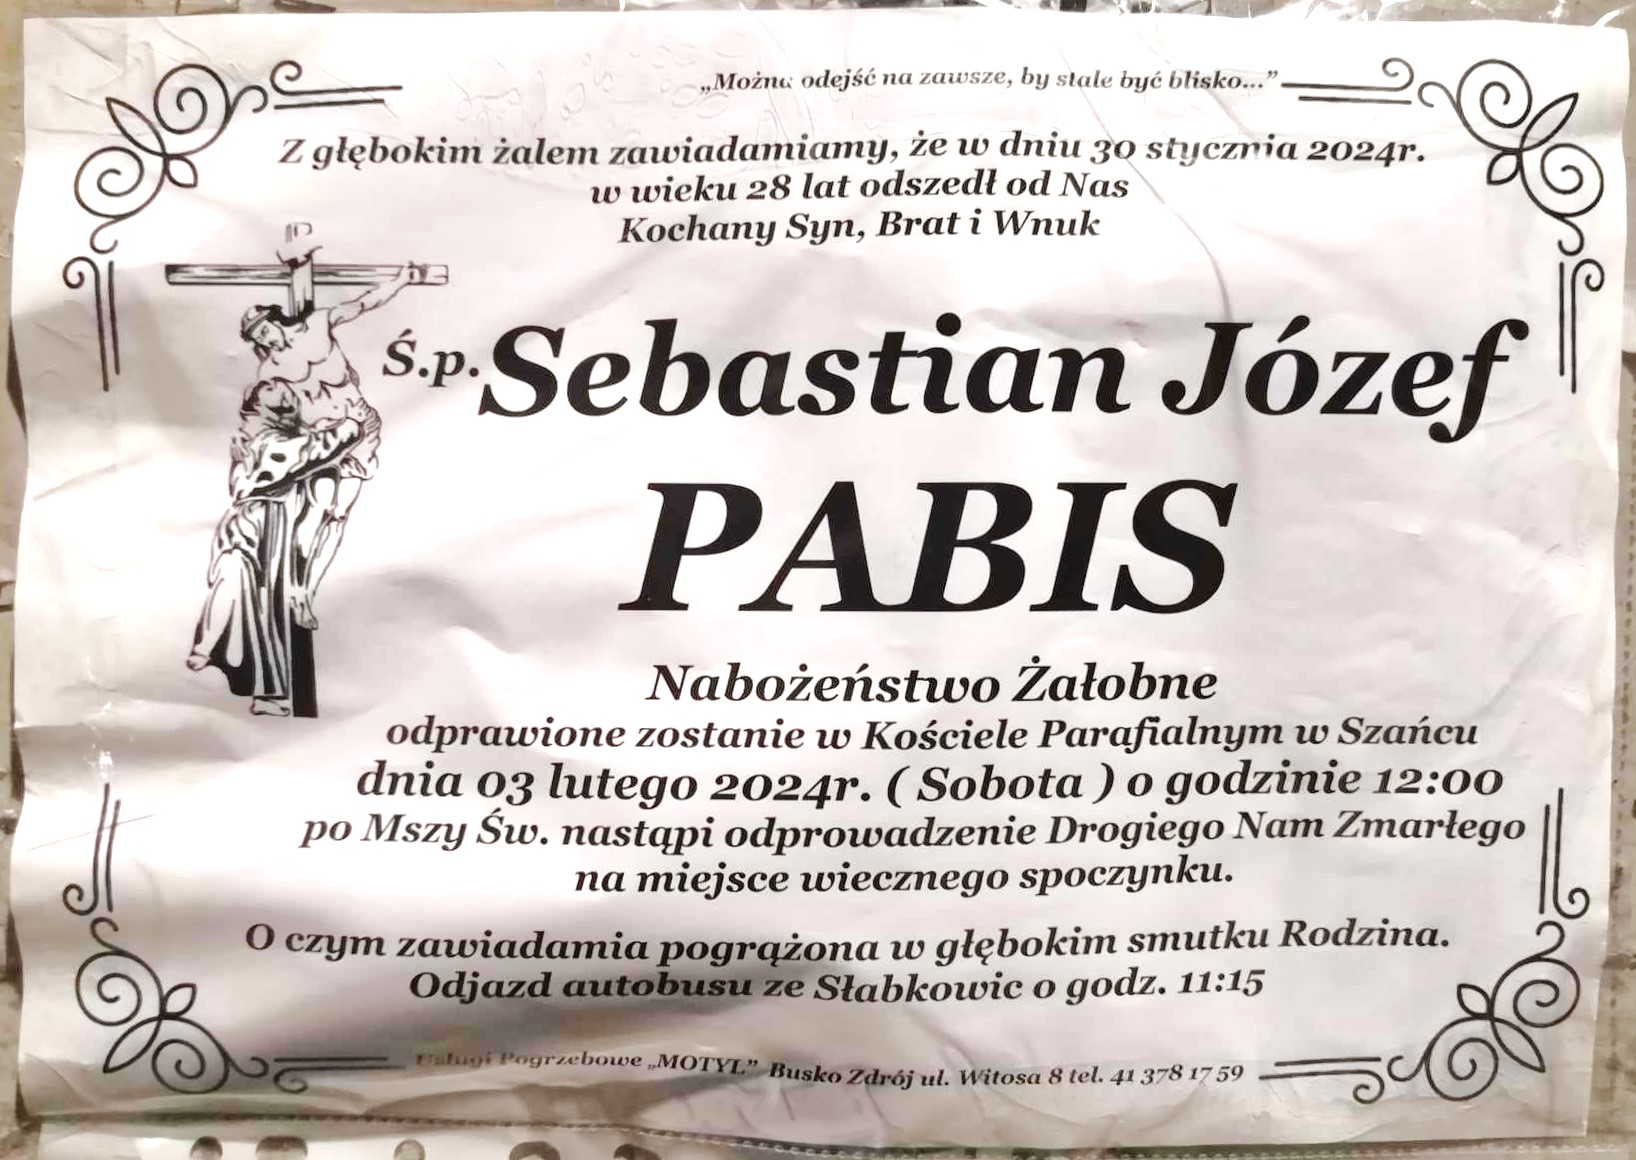 „Można odejść na zawsze, by stale być blisko...”
Z głębokim żalem zawiadamiamy, że w dniu 30 stycznia 2024r.
w wieku 28 lat odszedł od Nas
Kochany Syn, Brat i Wnuk
Ś.p. Sebastian Józef
PABIS
Nabożeństwo Żałobne
odprawione zostanie w Kościele Parafialnym w Szańcu
dnia 03 lutego 2024r. ( Sobota ) o godzinie 12:00
po Mszy Św. nastąpi odprowadzenie Drogiego Nam Zmarłego
na miejsce wiecznego spoczynku.
O czym zawiadamia pogrążona w głębokim smutku Rodzina.
Odjazd autobusu ze Słabkowic o godz. 11:15
Usługi Pogrzebowe „MOTYL” Busko Zdrój ul. Witosa 8 tel. 41 378 17 59